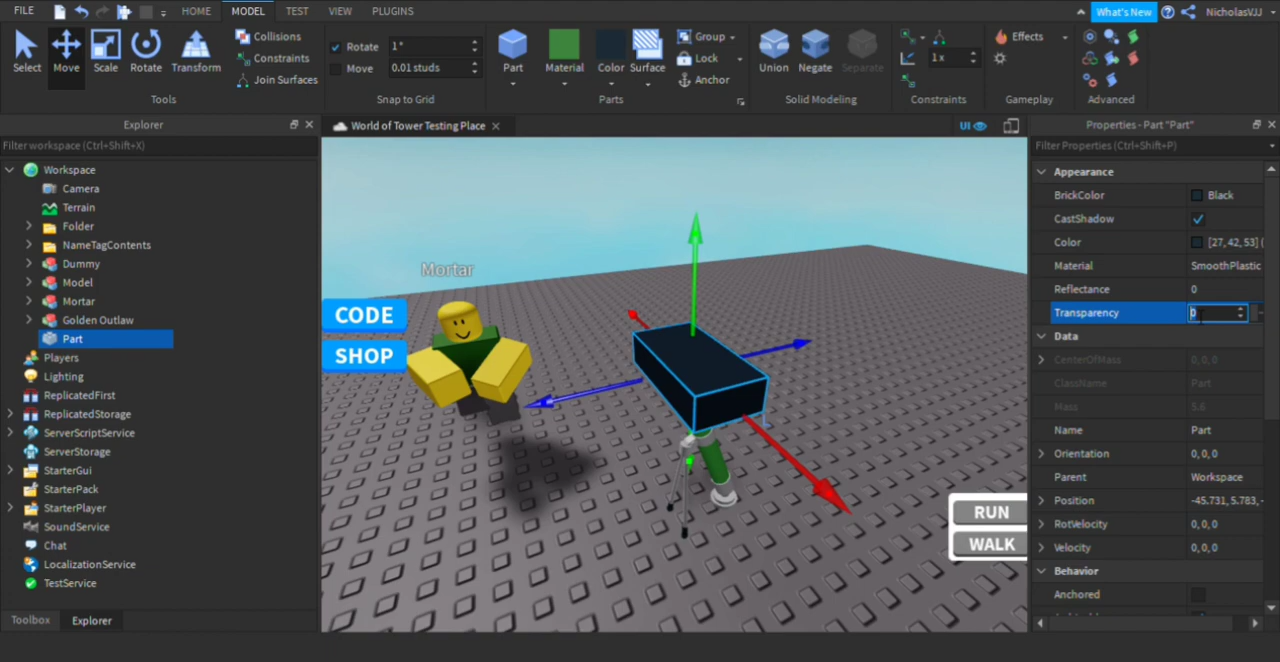 FILE HOME MODEL TEST VIEW PLUGINS What's New NicholasVJJ
Select Move Scale Rotate Transform
Collisions
Constraints
Join Surfaces
Tools
Rotate 1°
Move 0.01 studs
Snap to Grid
Part Material Color Surface
Group
Lock
Anchor
Parts
Union Negate Separate
Solid Modeling
1 x
Constraints
Effects
Gameplay
Advanced
Explorer
Filter workspace (Ctrl+Shift+X)
Workspace
Camera
Terrain
Folder
NameTagContents
Dummy
Model
Mortar
Golden Outlaw
Part
Players
Lighting
ReplicatedFirst
ReplicatedStorage
ServerScriptService
ServerStorage
StarterGui
StarterPack
StarterPlayer
SoundService
Chat
LocalizationService
TestService
Toolbox Explorer
World of Tower Testing Place UI
Mortar
CODE
SHOP
RUN
WALK
Properties - Part "Part"
Filter Properties (Ctrl+Shift+P)
Appearance
BrickColor Black
CastShadow
Color [27, 42, 53] (
Material SmoothPlastic
Reflectance 0
Transparency 0
Data
CenterOfMass 0, 0, 0
ClassName Part
Mass 5.6
Name Part
Orientation 0, 0, 0
Parent Workspace
Position -45.731, 5.783, -
RotVelocity 0, 0, 0
Velocity 0, 0, 0
Behavior
Anchored